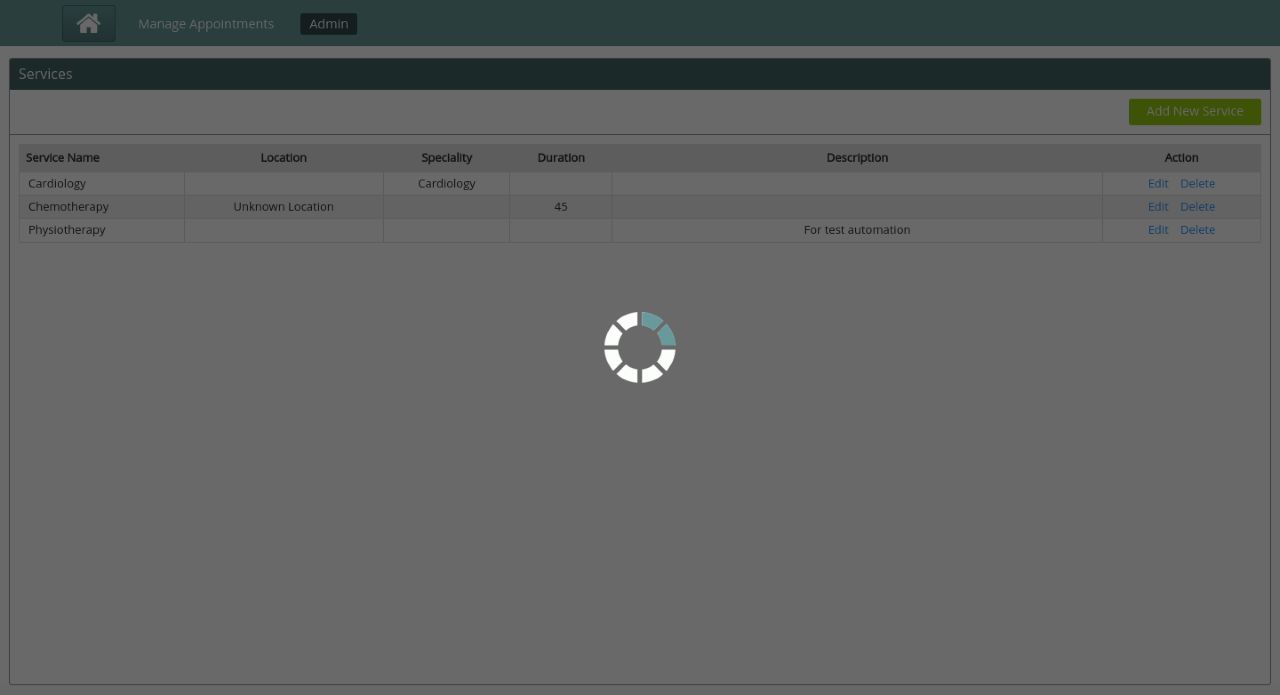 Manage Appointments Admin
Services
Add New Service
Service Name Location Speciality Duration Description Action
Cardiology Cardiology Edit Delete
Chemotherapy Unknown Location 45 Edit Delete
Physiotherapy For test automation Edit Delete